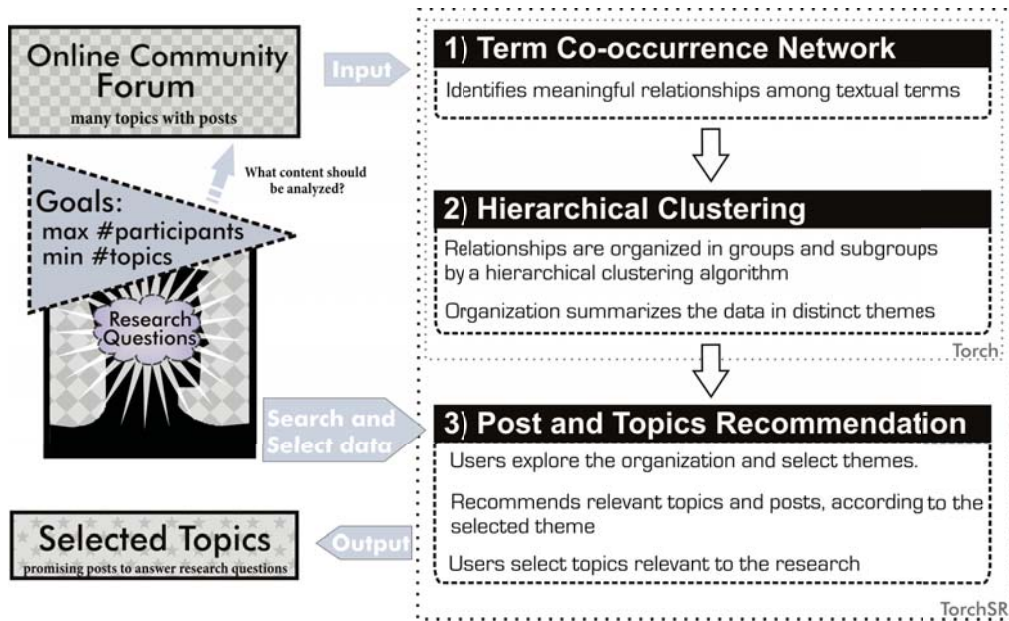 Online Community
Forum
many topics with posts
Input
What content should
be analyzed?
Goals:
max #participants
min #topics
Research
Questions
Search and
Select data
Selected Topics
promising posts to answer research questions
Output
1) Term Co-occurrence Network
Identifies meaningful relationships among textual terms
2) Hierarchical Clustering
Relationships are organized in groups and subgroups
by a hierarchical clustering algorithm
Organization summarizes the data in distinct themes
Torch
3) Post and Topics Recommendation
Users explore the organization and select themes.
Recommends relevant topics and posts, according to the
selected theme
Users select topics relevant to the research
TorchSR